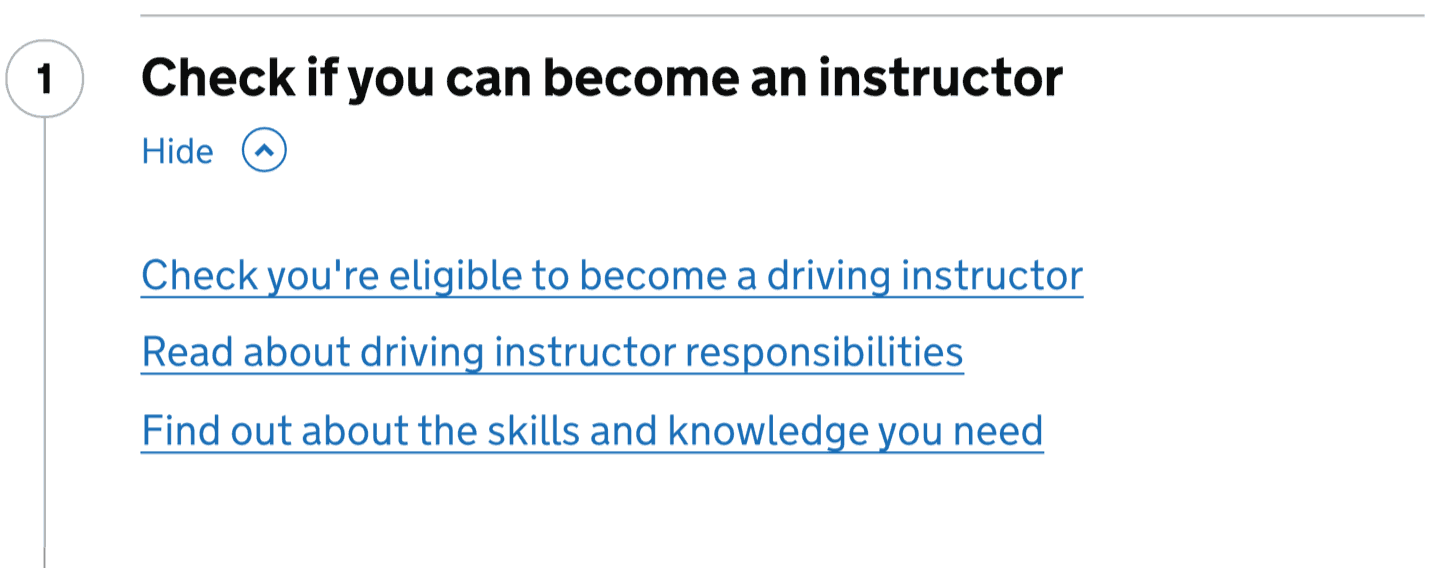 1
Check if you can become an instructor
Hide
Check you're eligible to become a driving instructor
Read about driving instructor responsibilities
Find out about the skills and knowledge you need